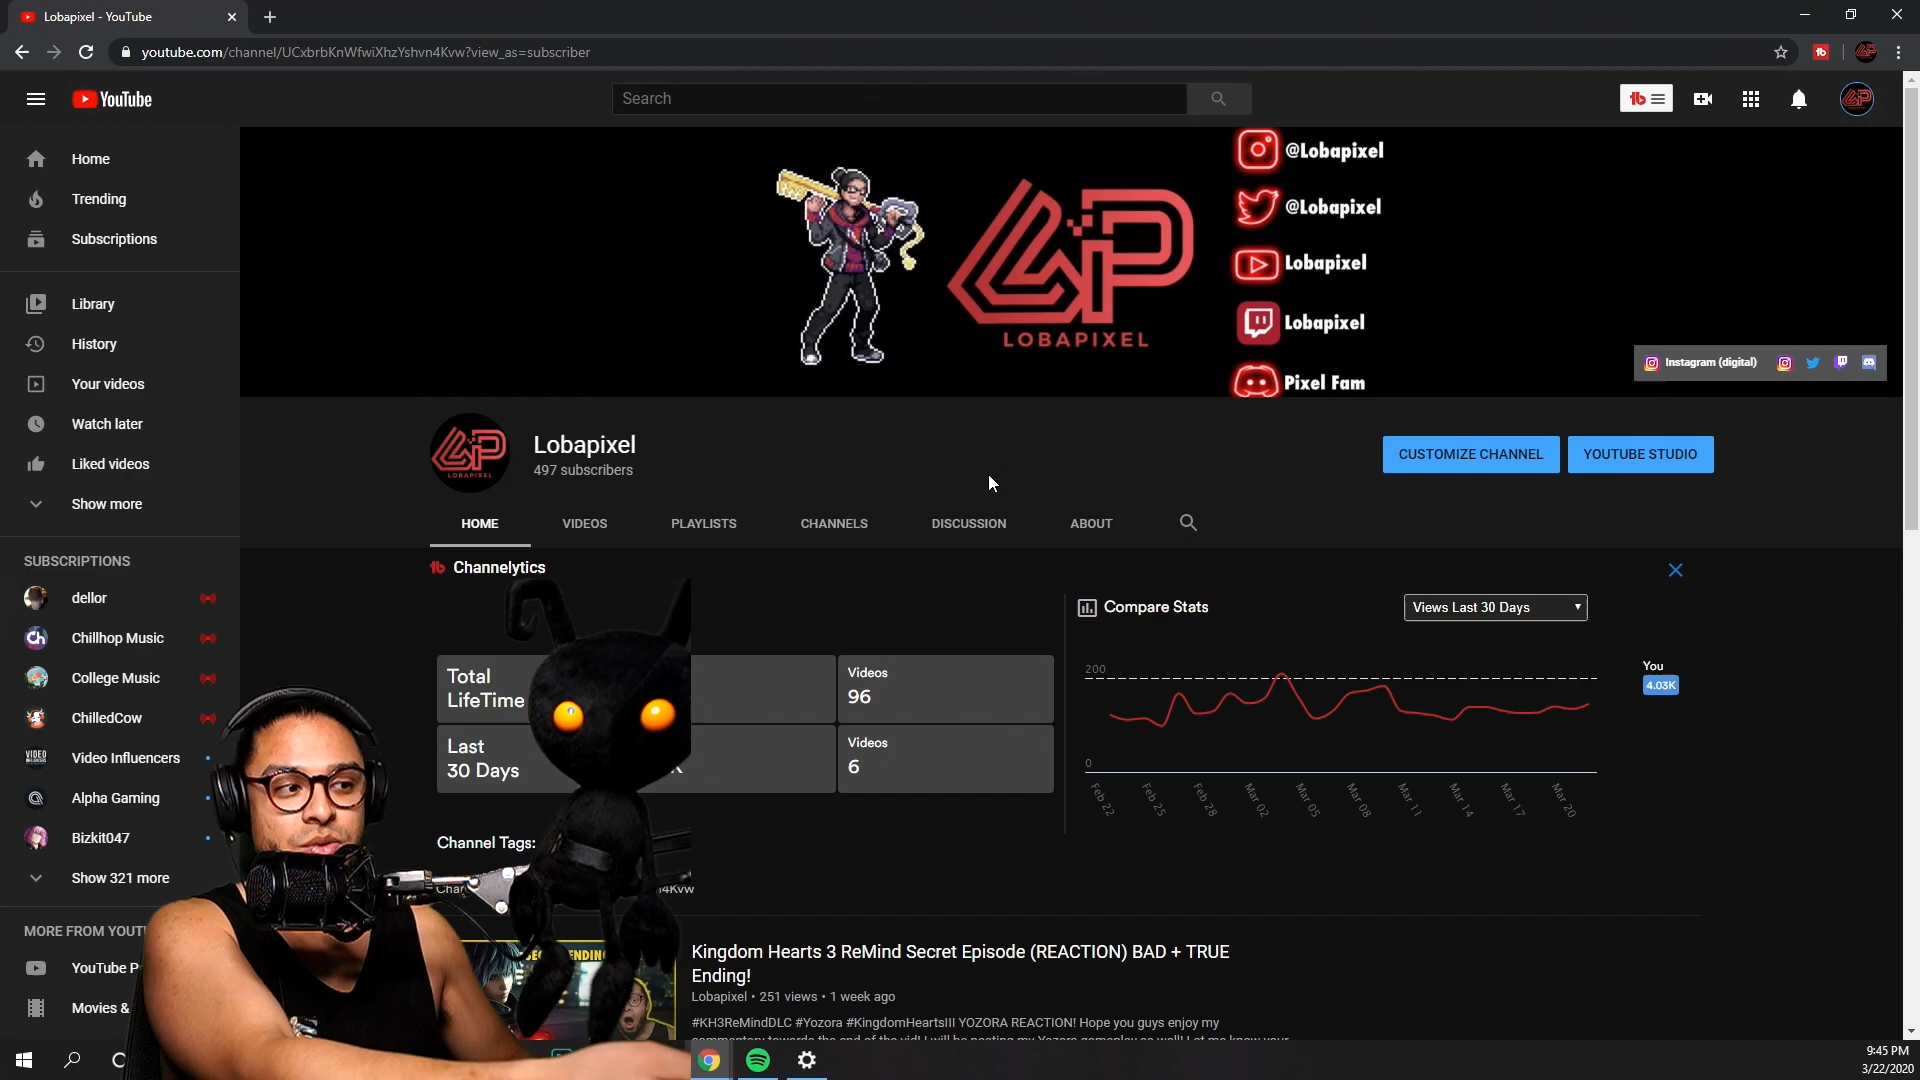 Lobapixel - YouTube
youtube.com/channel/UCxbrbKnWfwiXhzYshvn4Kvw?view_as=subscriber
YouTube
Search
Home
Trending
Subscriptions
Library
History
Your videos
Watch later
Liked videos
Show more
SUBSCRIPTIONS
dellor
Chillhop Music
College Music
ChilledCow
Video Influencers
Alpha Gaming
Bizkit047
Show 321 more
MORE FROM
YouTube
Movies &
LOBAPIXEL
@Lobapixel
@Lobapixel
Lobapixel
Lobapixel
Pixel Fam
Instagram (digital)
Lobapixel
497 subscribers
CUSTOMIZE CHANNEL
YOUTUBE STUDIO
HOME
VIDEOS
PLAYLISTS
CHANNELS
DISCUSSION
ABOUT
Channelytics
Total
LifeTime
Videos
96
Last
30 Days
Videos
6
Channel Tags:
Compare Stats
Views Last 30 Days
200
0
Feb 22
Feb 25
Feb 28
Mar 02
Mar 05
Mar 08
Mar 11
Mar 14
Mar 17
Mar 20
You
4.03K
Kingdom Hearts 3 ReMind Secret Episode (REACTION) BAD + TRUE
Ending!
Lobapixel • 251 views • 1 week ago
#KH3ReMindDLC #Yozora #KingdomHeartsIII YOZORA REACTION! Hope you guys enjoy my
9:45 PM
3/22/2020